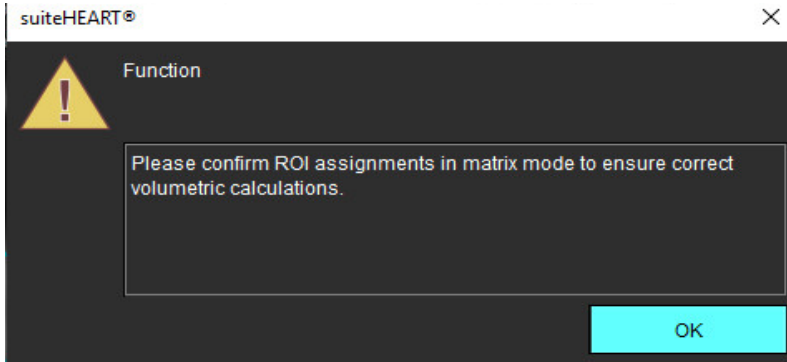 suiteHEART®
Function
Please confirm ROI assignments in matrix mode to ensure correct
volumetric calculations.
OK